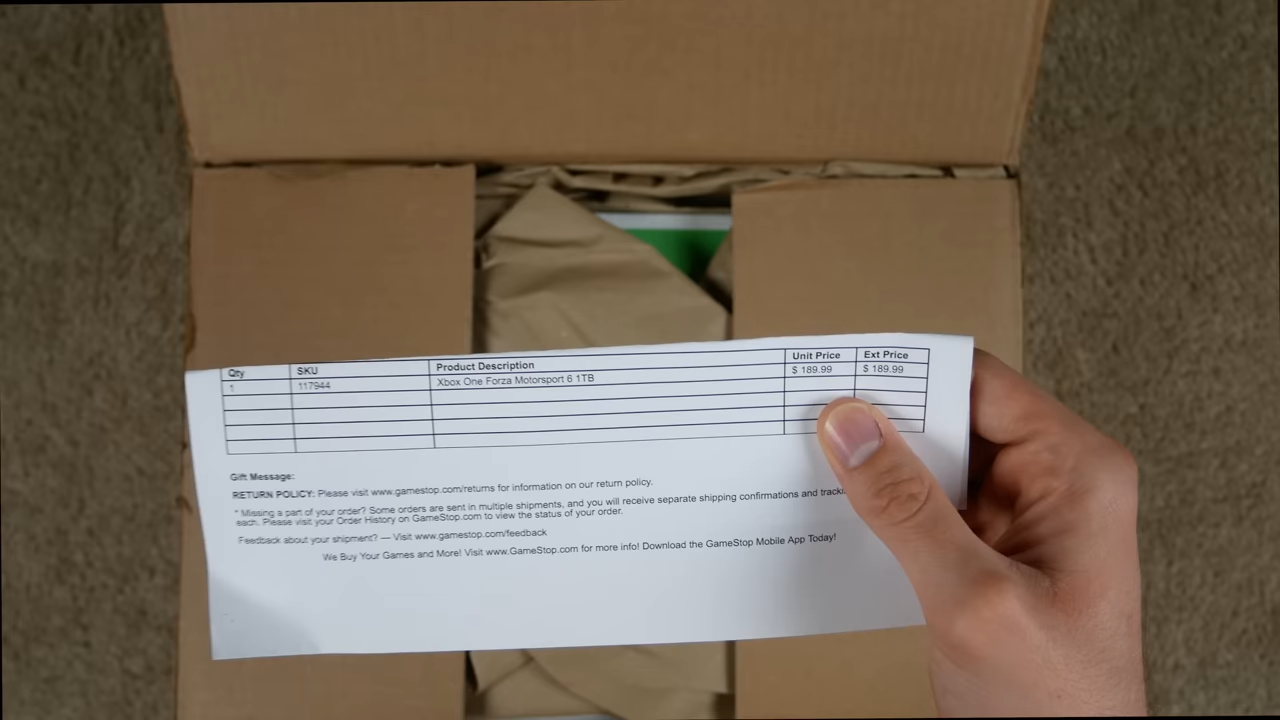 Qty SKU Product Description Unit Price Ext Price
1 117944 Xbox One Forza Motorsport 6 1TB $ 189.99 $ 189.99
Gift Message:
RETURN POLICY: Please visit www.gamestop.com/returns for information on our return policy.
* Missing a part of your order? Some orders are sent in multiple shipments, and you will receive separate shipping confirmations and
each. Please visit your Order History on GameStop.com to view the status of your order.
Feedback about your shipment? — Visit www.gamestop.com/feedback
We Buy Your Games and More! Visit www.GameStop.com for more info! Download the GameStop Mobile App Today!